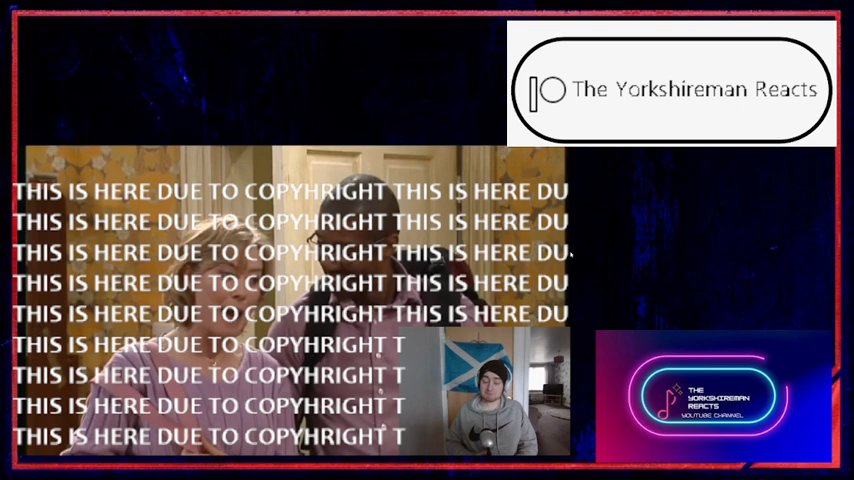 The Yorkshireman Reacts
THIS IS HERE DUE TO COPYHRIGHT THIS IS HERE DU
THIS IS HERE DUE TO COPYHRIGHT THIS IS HERE DU
THIS IS HERE DUE TO COPYHRIGHT THIS IS HERE DU
THIS IS HERE DUE TO COPYHRIGHT THIS IS HERE DU
THIS IS HERE DUE TO COPYHRIGHT THIS IS HERE DU
THIS IS HERE DUE TO COPYHRIGHT T
THIS IS HERE DUE TO COPYHRIGHT T
THIS IS HERE DUE TO COPYHRIGHT T
THIS IS HERE DUE TO COPYHRIGHT T
THE
YORKSHIREMAN
REACTS
YOUTUBE CHANNEL